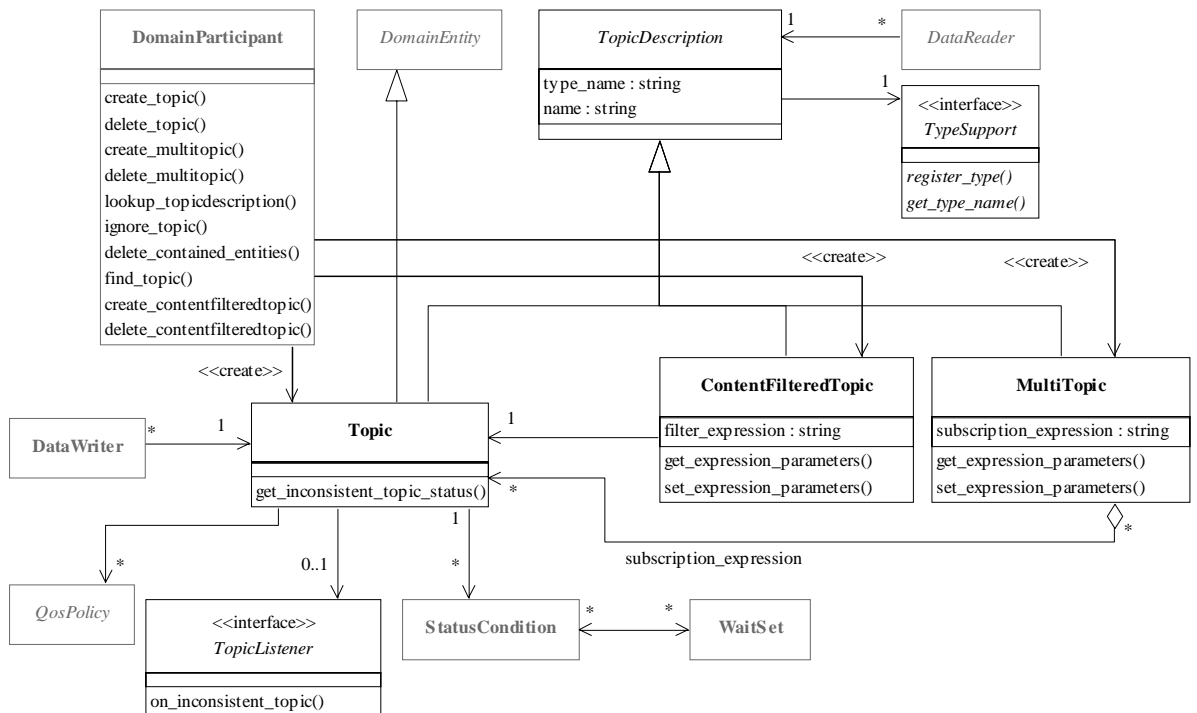 DomainParticipant
create_topic()
delete_topic()
create_multitopic()
delete_multitopic()
lookup_topicdescription()
ignore_topic()
delete_contained_entities()
find_topic()
create_contentfilteredtopic()
delete_contentfilteredtopic()
DomainEntity
TopicDescription
type_name : string
name : string
1
*
DataReader
1
<<interface>>
TypeSupport
register_type()
get_type_name()
<<create>>
<<create>>
<<create>>
ContentFilteredTopic
filter_expression : string
get_expression_parameters()
set_expression_parameters()
MultiTopic
subscription_expression : string
get_expression_parameters()
set_expression_parameters()
DataWriter
*
1
Topic
get_inconsistent_topic_status()
1
*
*
subscription_expression
*
QosPolicy
0..1
<<interface>>
TopicListener
on_inconsistent_topic()
1
*
StatusCondition
*
*
WaitSet